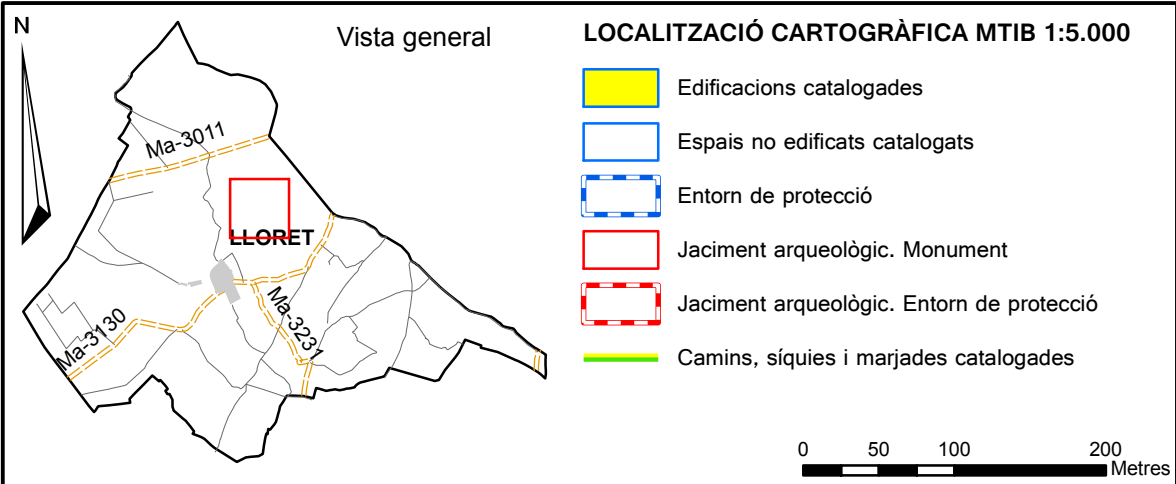 N
Vista general
Ma-3011
LLORET
Ma-3130
Ma-3231
LOCALITZACIÓ CARTOGRÀFICA MTIB 1:5.000
Edificacions catalogades
Espais no edificats catalogats
Entorn de protecció
Jaciment arqueològic. Monument
Jaciment arqueològic. Entorn de protecció
Camins, síquies i marjades catalogades
0 50 100 200
Metres